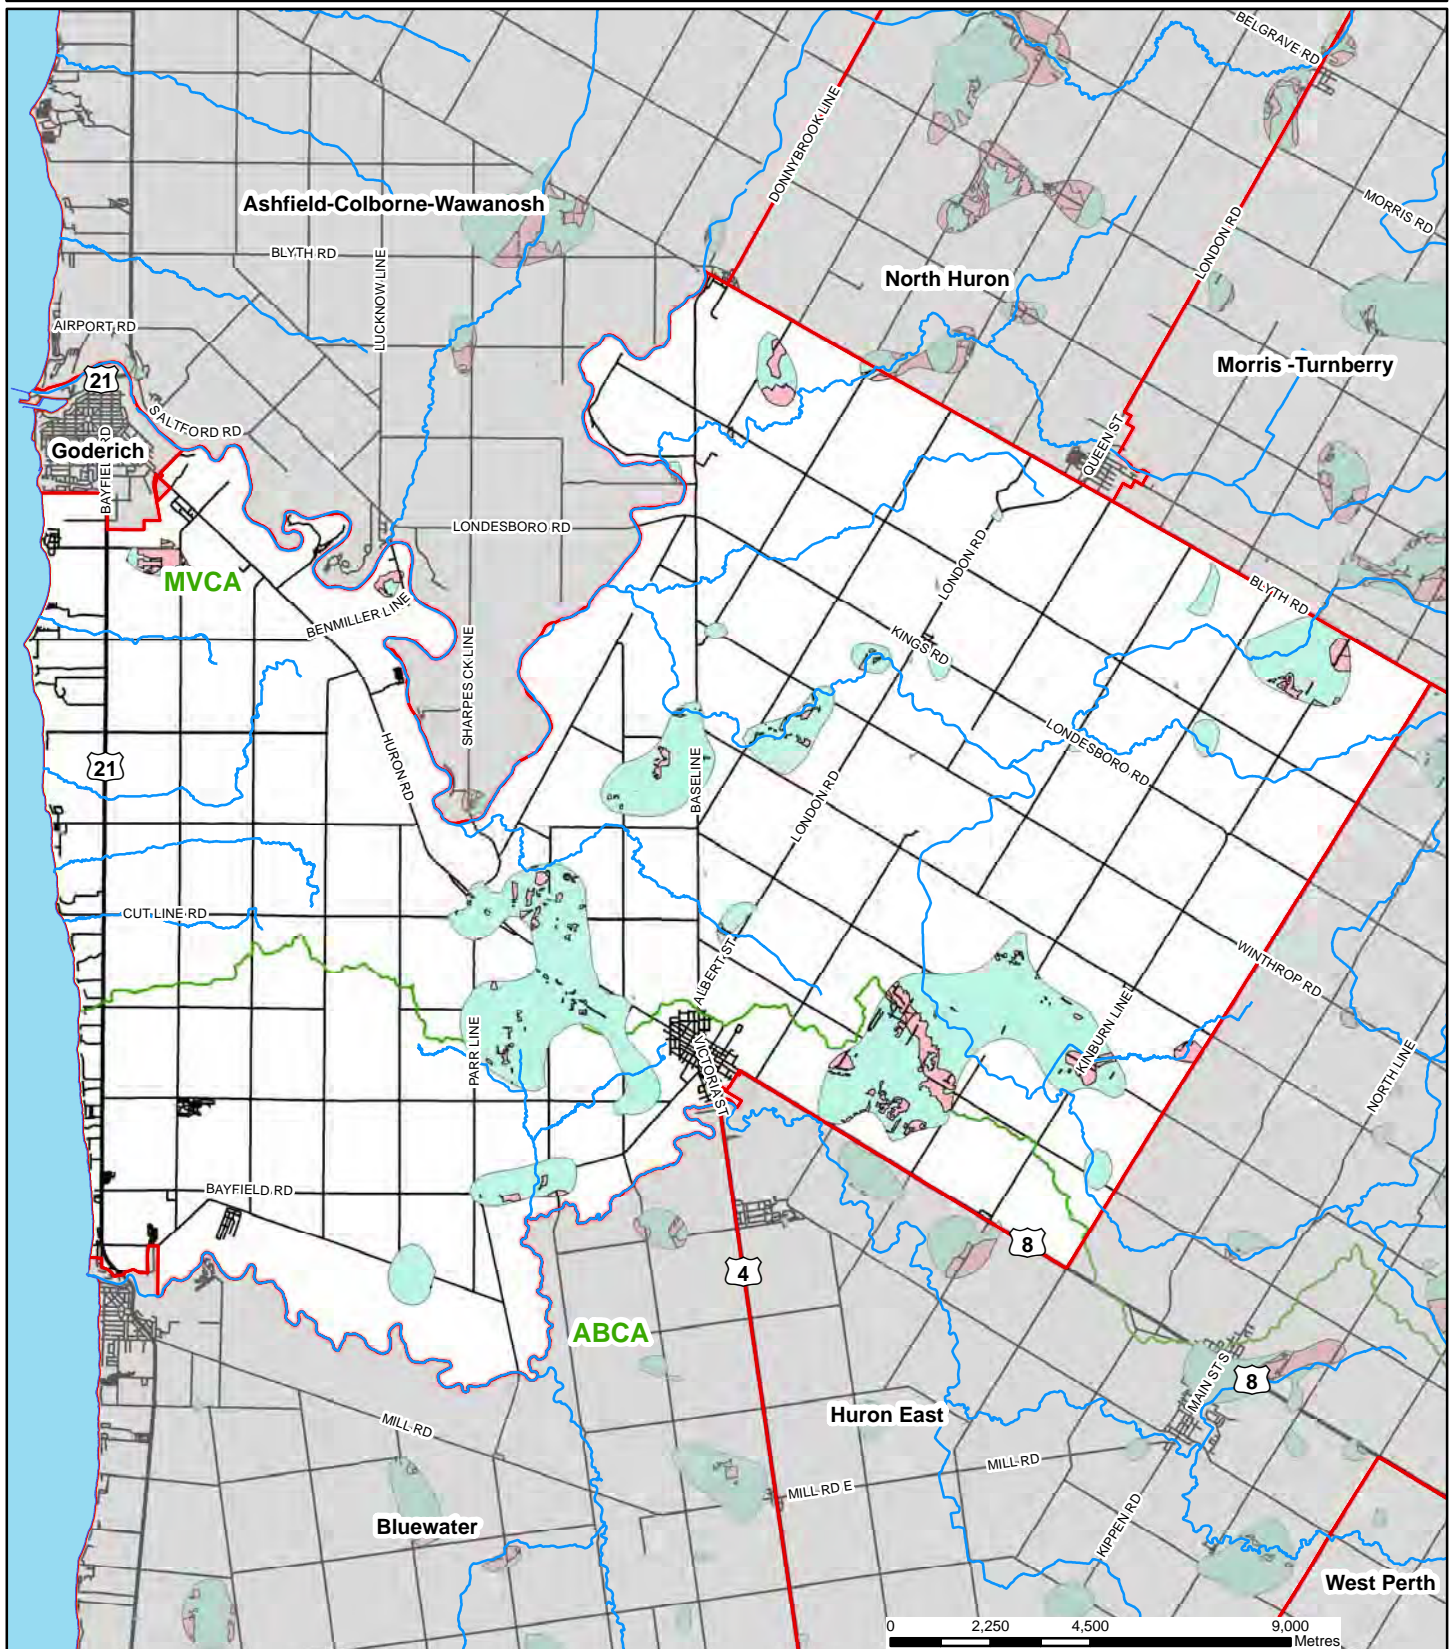 BELGRAVE RD
DONNYBROOK LINE
MORRIS RD
Ashfield-Colborne-Wawanosh
LONDON RD
BLYTH RD
LUCKNOW LINE
North Huron
AIRPORT RD
Morris -Turnberry
21
SALTFORD RD
QUEEN ST
Goderich
BAYFIELD RD
LONDESBORO RD
MVCA
LONDON RD
BLYTH RD
BENMILLER LINE
KINGS RD
SHARPES CK LINE
LONDESBORO RD
HURON RD
21
BASELINE
LONDON RD
CUT LINE RD
ALBERT ST
WINTHROP RD
KINBURN LINE
PARR LINE
VICTORIA ST
NORTH LINE
BAYFIELD RD
8
4
ABCA
MAIN ST S
8
Huron East
MILL RD
MILL RD
MILL RD E
KIPPEN RD
Bluewater
West Perth
0 2,250 4,500 9,000
Metres